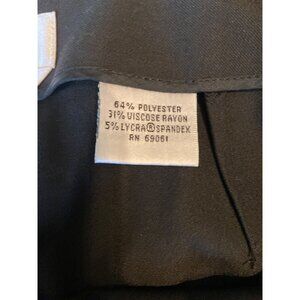 64% POLYESTER
31% VISCOSE RAYON
5% LYCRA® SPANDEX
RN 69061